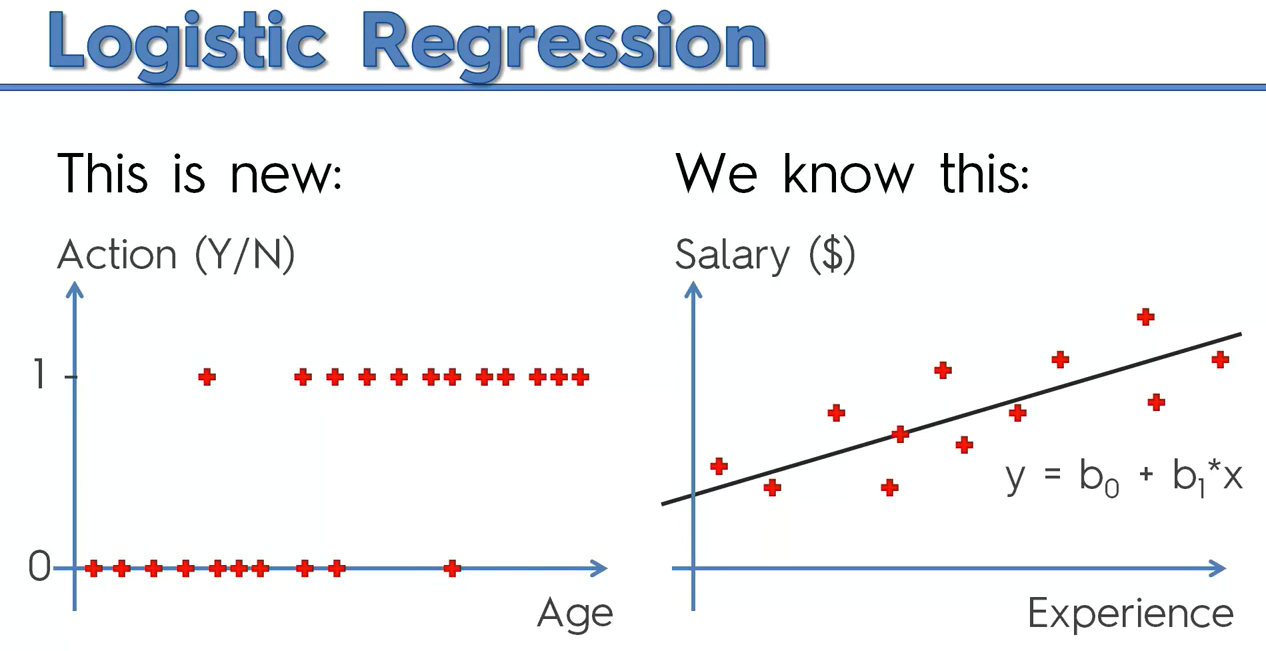 Logistic Regression
This is new:
Action (Y/N)
1
0
Age
We know this:
Salary ($)
y = b₀ + b₁*x
Experience